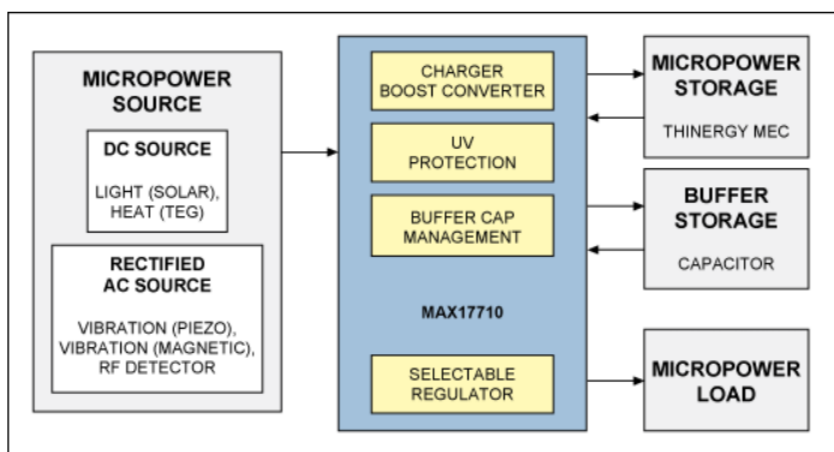 MICROPOWER
SOURCE
DC SOURCE
LIGHT (SOLAR),
HEAT (TEG)
RECTIFIED
AC SOURCE
VIBRATION (PIEZO),
VIBRATION (MAGNETIC),
RF DETECTOR
CHARGER
BOOST CONVERTER
UV
PROTECTION
BUFFER CAP
MANAGEMENT
MAX17710
SELECTABLE
REGULATOR
MICROPOWER
STORAGE
THINERGY MEC
BUFFER
STORAGE
CAPACITOR
MICROPOWER
LOAD